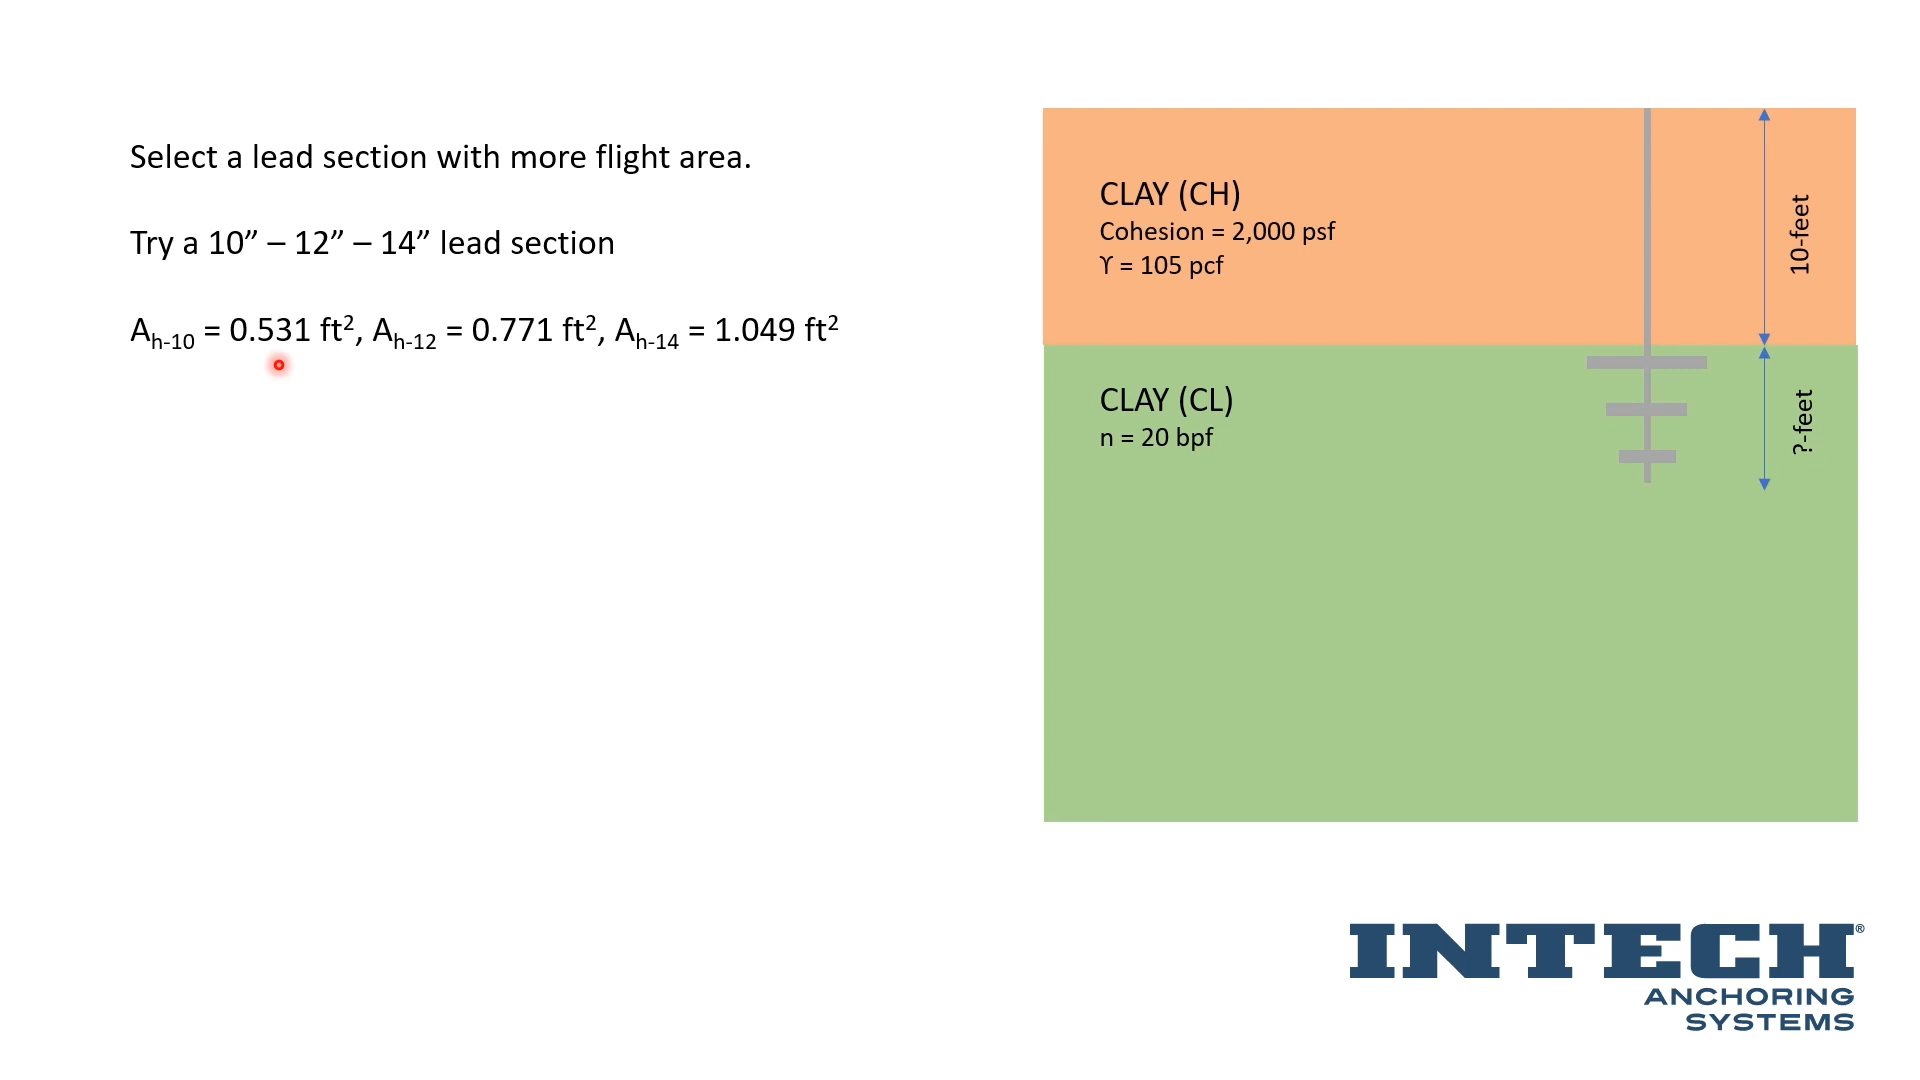 Select a lead section with more flight area.
Try a 10” – 12” – 14” lead section
Aₕ₋₁₀ = 0.531 ft², Aₕ₋₁₂ = 0.771 ft², Aₕ₋₁₄ = 1.049 ft²
CLAY (CH)
Cohesion = 2,000 psf
ϒ = 105 pcf
10-feet
CLAY (CL)
n = 20 bpf
?-feet
INTECH®
ANCHORING
SYSTEMS